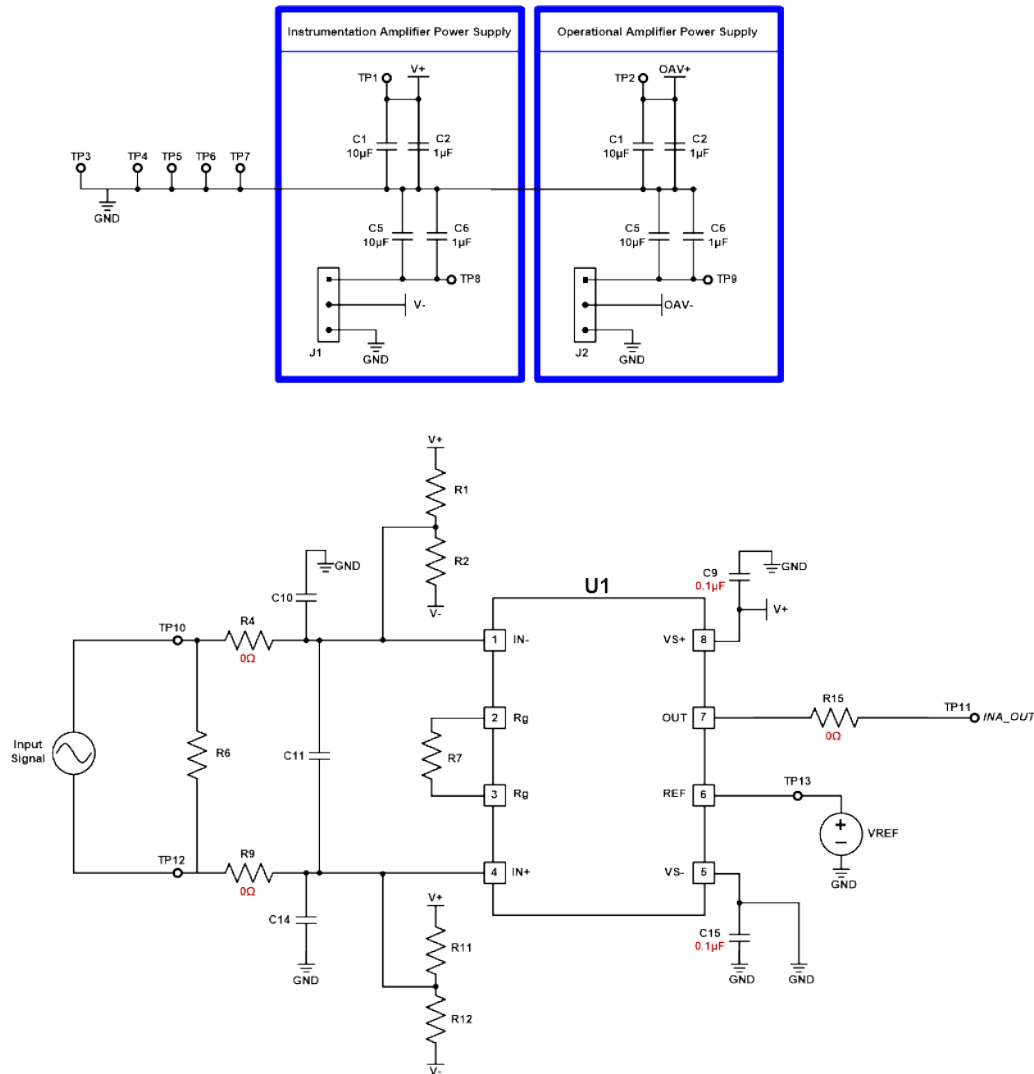 Instrumentation Amplifier Power Supply
Operational Amplifier Power Supply
V+
TP1
C1
10µF
C2
1µF
OAV+
TP2
C1
10µF
C2
1µF
TP3
TP4
TP5
TP6
TP7
GND
C5
10µF
C6
1µF
TP8
V-
GND
J1
C5
10µF
C6
1µF
TP9
OAV-
GND
J2
V+
R1
R2
V-
GND
C10
TP10
R4
0Ω
Input
Signal
R6
C11
TP12
R9
0Ω
C14
GND
V+
R11
R12
V-
U1
1
IN-
2
Rg
R7
3
Rg
4
IN+
VS+
8
OUT
7
REF
6
VS-
5
C9
0.1µF
GND
V+
R15
0Ω
TP11
INA_OUT
TP13
VREF
GND
C15
0.1µF
GND
GND